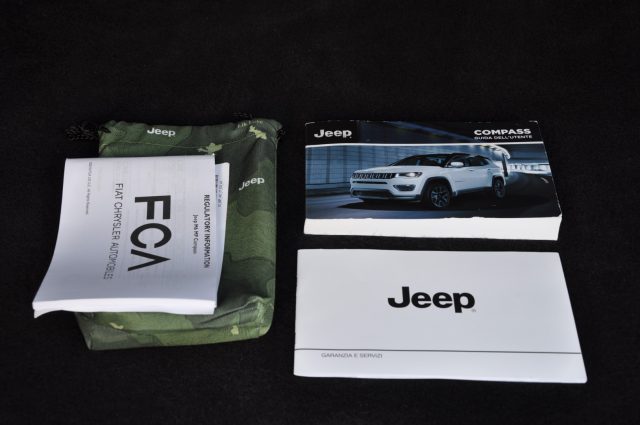 Jeep
Jeep
FCA
FIAT CHRYSLER AUTOMOBILES
REGULATORY INFORMATION
Jeep
COMPASS
GUIDA DELL'UTENTE
Jeep
GARANZIA E SERVIZI